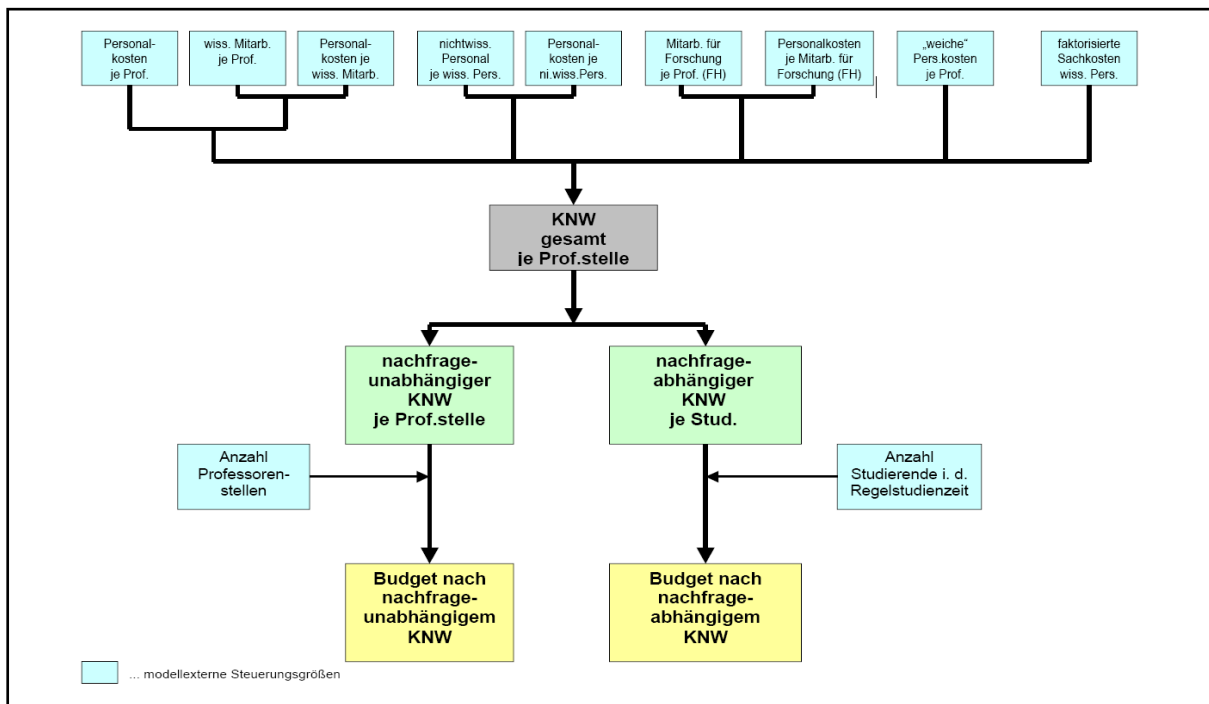 Personal-
kosten
je Prof.
wiss. Mitarb.
je Prof.
Personal-
kosten je
wiss. Mitarb.
nichtwiss.
Personal
je wiss. Pers.
Personal-
kosten je
ni.wiss.Pers.
Mitarb. für
Forschung
je Prof. (FH)
Personalkosten
je Mitarb. für
Forschung (FH)
„weiche“
Pers.kosten
je Prof.
faktorisierte
Sachkosten
wiss. Pers.
KNW
gesamt
je Prof.stelle
nachfrage-
unabhängiger
KNW
je Prof.stelle
nachfrage-
abhängiger
KNW
je Stud.
Anzahl
Professoren-
stellen
Anzahl
Studierende i. d.
Regelstudienzeit
Budget nach
nachfrage-
unabhängigem
KNW
Budget nach
nachfrage-
abhängigem
KNW
... modellexterne Steuerungsgrößen